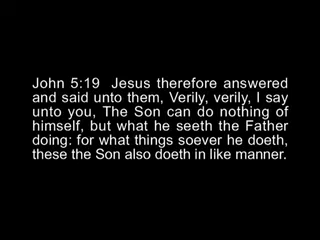 John 5:19  Jesus therefore answered
and said unto them, Verily, verily, I say
unto you, The Son can do nothing of
himself, but what he seeth the Father
doing: for what things soever he doeth,
these the Son also doeth in like manner.